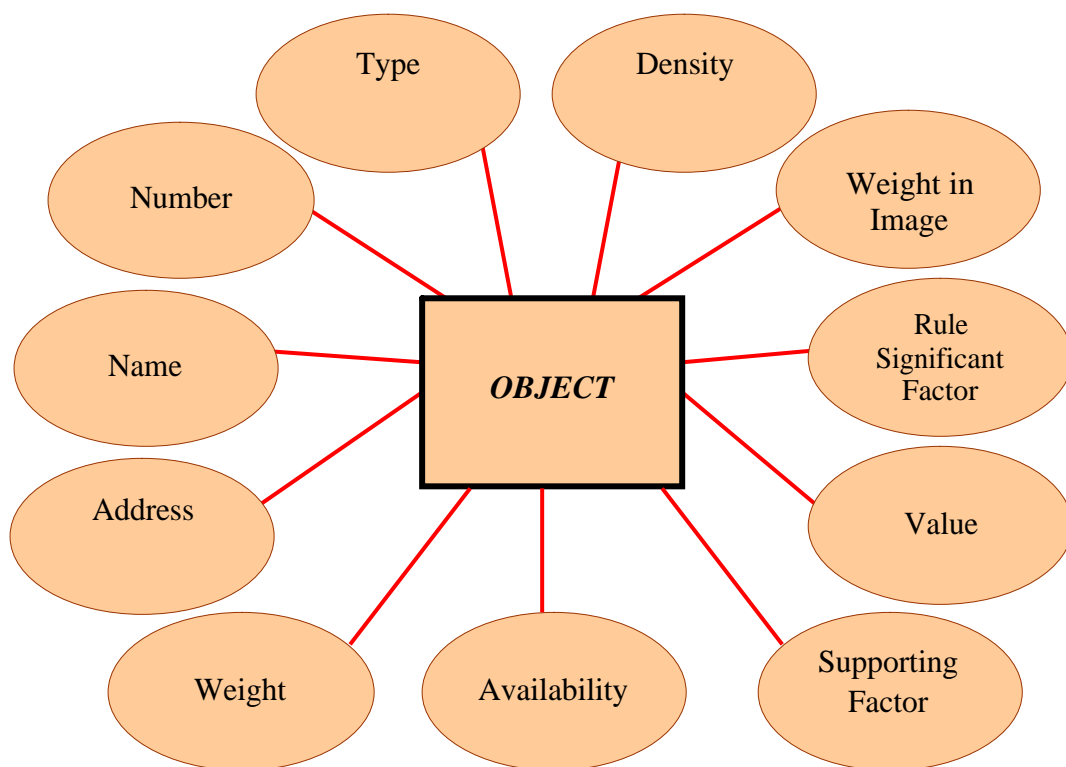 Type
Density
Number
Weight in
Image
Name
OBJECT
Rule
Significant
Factor
Address
Value
Weight
Availability
Supporting
Factor